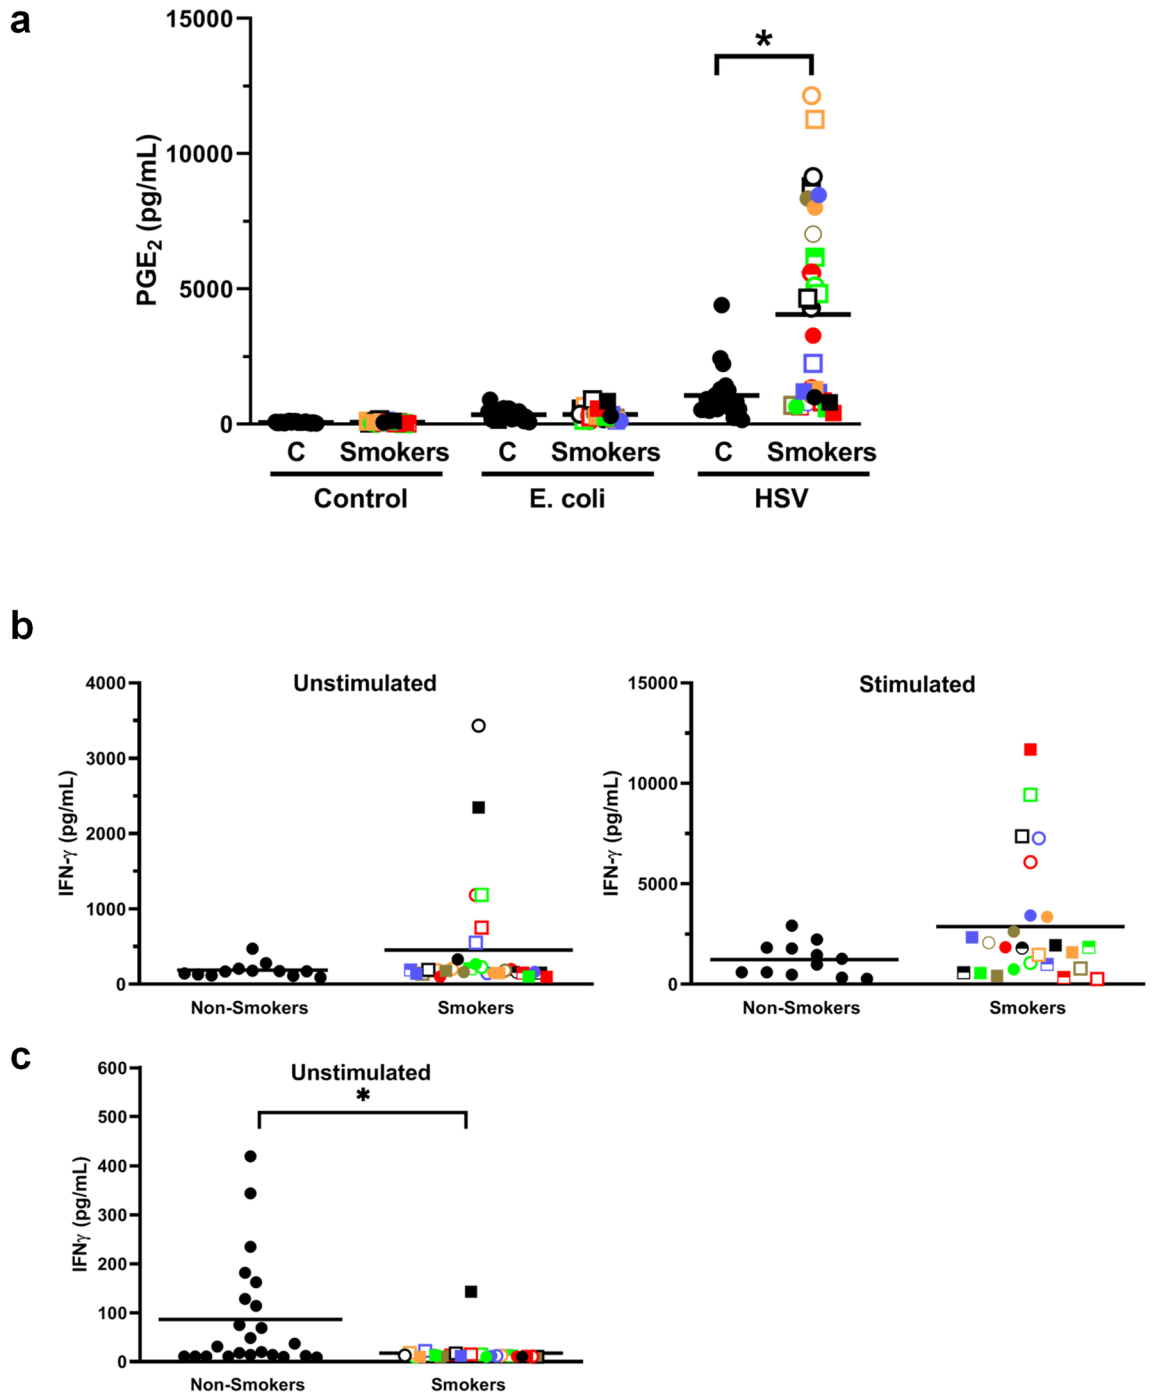 a
15000
10000
5000
0
PGE2 (pg/mL)
*
C Smokers C Smokers C Smokers
Control E. coli HSV
b
Unstimulated
4000
3000
2000
1000
0
IFN-γ (pg/mL)
Non-Smokers Smokers
Stimulated
15000
10000
5000
0
IFN-γ (pg/mL)
Non-Smokers Smokers
c
Unstimulated
*
600
500
400
300
200
100
0
IFNγ (pg/mL)
Non-Smokers Smokers